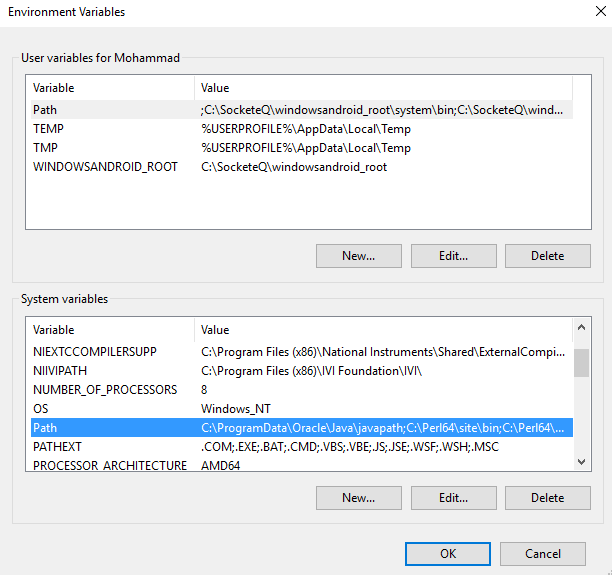 Environment Variables
User variables for Mohammad
Variable Value
Path ;C:\SocketeQ\windowsandroid_root\system\bin;C:\SocketeQ\wind...
TEMP %USERPROFILE%\AppData\Local\Temp
TMP %USERPROFILE%\AppData\Local\Temp
WINDOWSANDROID_ROOT C:\SocketeQ\windowsandroid_root
New... Edit... Delete
System variables
Variable Value
NIEXTCCOMPILERSUPP C:\Program Files (x86)\National Instruments\Shared\ExternalCompi...
NIIVIPATH C:\Program Files (x86)\IVI Foundation\IVI\
NUMBER_OF_PROCESSORS 8
OS Windows_NT
Path C:\ProgramData\Oracle\Java\javapath;C:\Perl64\site\bin;C:\Perl64\...
PATHEXT .COM;.EXE;.BAT;.CMD;.VBS;.VBE;.JS;.JSE;.WSF;.WSH;.MSC
PROCESSOR_ARCHITECTURE AMD64
New... Edit... Delete
OK Cancel